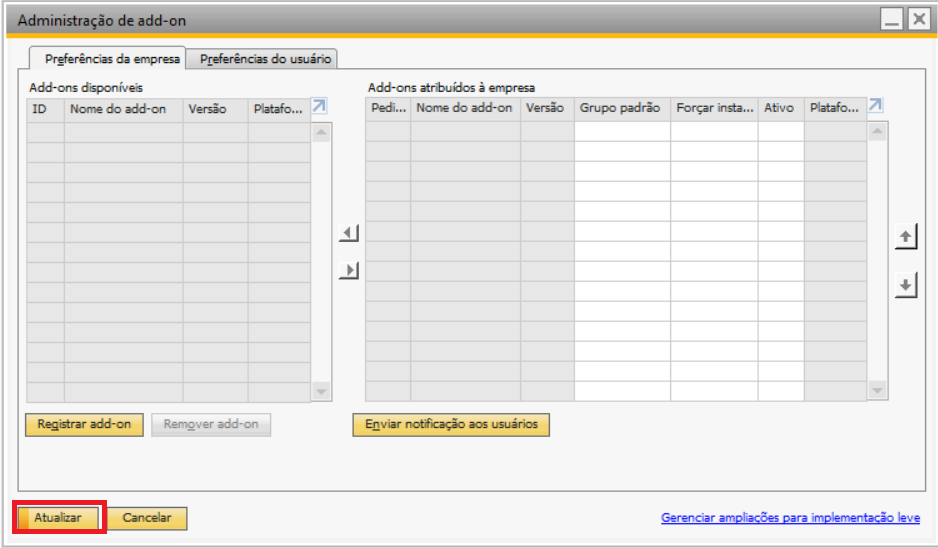 Administração de add-on
Preferências da empresa Preferências do usuário
Add-ons disponíveis Add-ons atribuídos à empresa
ID Nome do add-on Versão Platafo... Pedi... Nome do add-on Versão Grupo padrão Forçar insta... Ativo Platafo...
Registrar add-on Remover add-on Enviar notificação aos usuários
Atualizar Cancelar Gerenciar ampliações para implementação leve